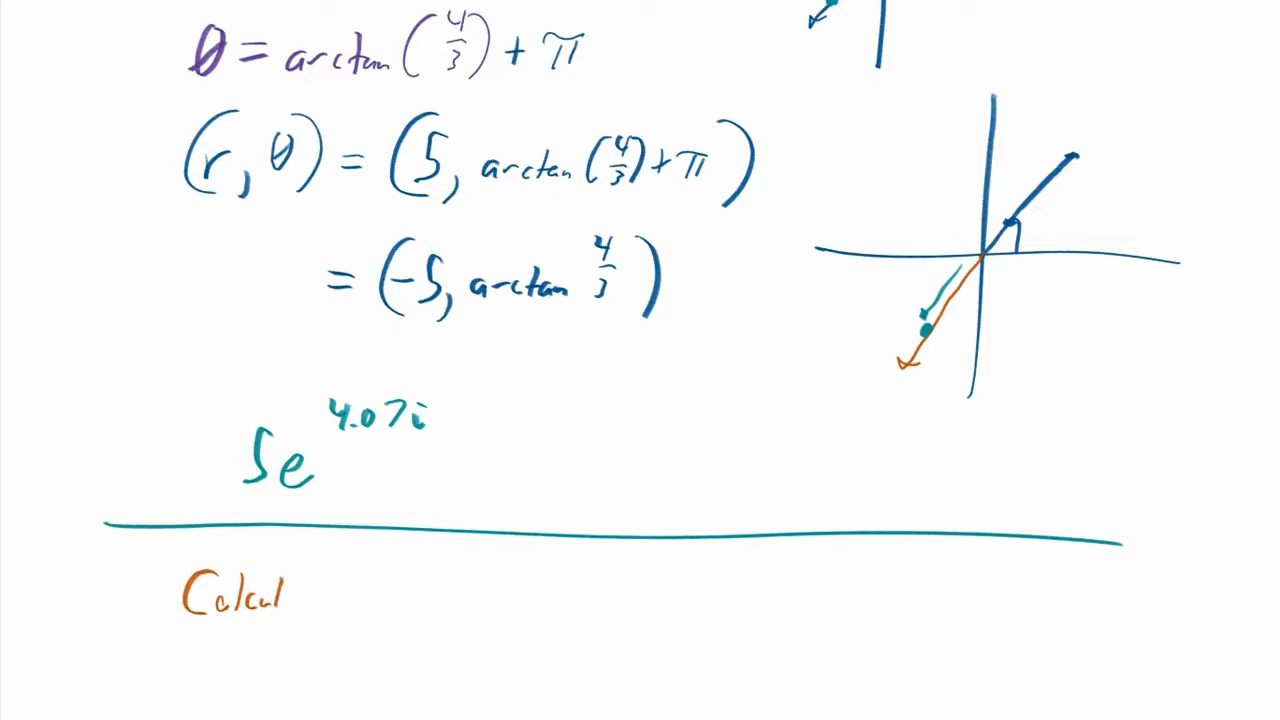 θ = arctan(4/3) + π
(r, θ) = (5, arctan(4/3) + π)
= (-5, arctan 4/3)
5e^4.07i
Calcul